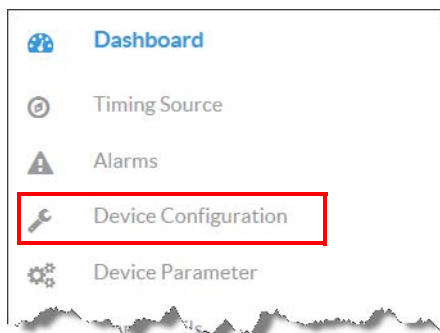 Dashboard
Timing Source
Alarms
Device Configuration
Device Parameter